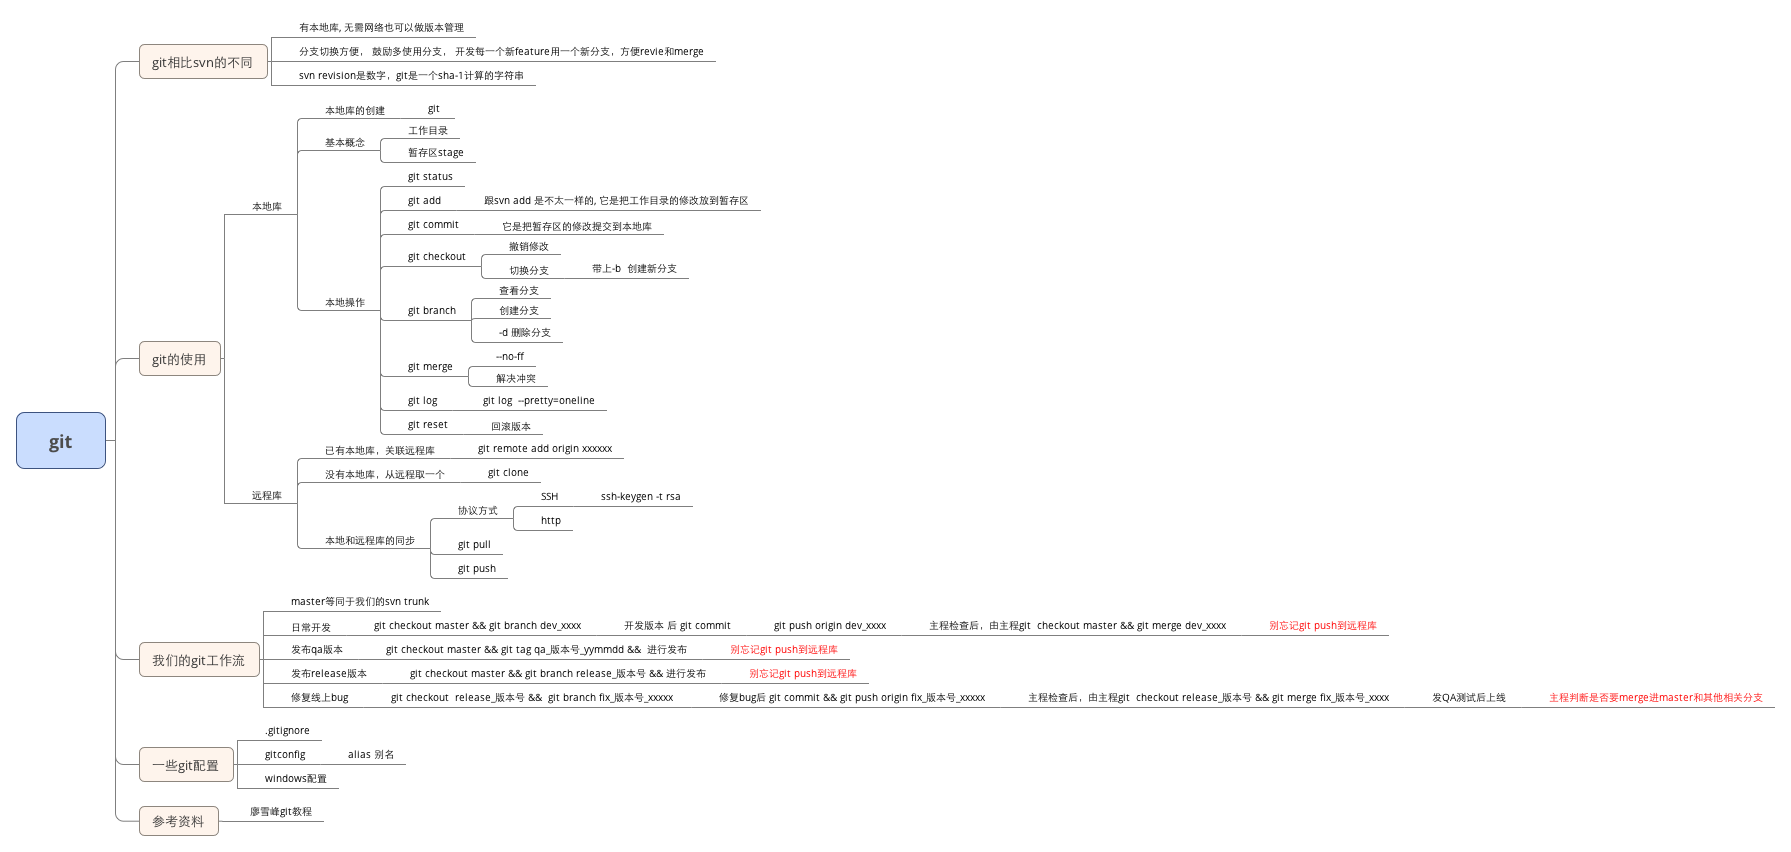 git
git相比svn的不同
有本地库, 无需网络也可以做版本管理
分支切换方便， 鼓励多使用分支， 开发每一个新feature用一个新分支，方便revie和merge
svn revision是数字，git是一个sha-1计算的字符串
git的使用
本地库
本地库的创建
git
基本概念
工作目录
暂存区stage
本地操作
git status
git add
跟svn add 是不太一样的, 它是把工作目录的修改放到暂存区
git commit
它是把暂存区的修改提交到本地库
git checkout
撤销修改
切换分支
带上-b  创建新分支
git branch
查看分支
创建分支
-d 删除分支
git merge
--no-ff
解决冲突
git log
git log  --pretty=oneline
git reset
回滚版本
远程库
已有本地库，关联远程库
git remote add origin xxxxxx
没有本地库，从远程取一个
git clone
本地和远程库的同步
协议方式
SSH
ssh-keygen -t rsa
http
git pull
git push
我们的git工作流
master等同于我们的svn trunk
日常开发
git checkout master && git branch dev_xxxx
开发版本 后 git commit
git push origin dev_xxxx
主程检查后，由主程git  checkout master && git merge dev_xxxx
别忘记git push到远程库
发布qa版本
git checkout master && git tag qa_版本号_yymmdd &&  进行发布
别忘记git push到远程库
发布release版本
git checkout master && git branch release_版本号 && 进行发布
别忘记git push到远程库
修复线上bug
git checkout  release_版本号 &&  git branch fix_版本号_xxxxx
修复bug后 git commit && git push origin fix_版本号_xxxxx
主程检查后，由主程git  checkout release_版本号 && git merge fix_版本号_xxxx
发QA测试后上线
主程判断是否要merge进master和其他相关分支
一些git配置
.gitignore
gitconfig
alias 别名
windows配置
参考资料
廖雪峰git教程